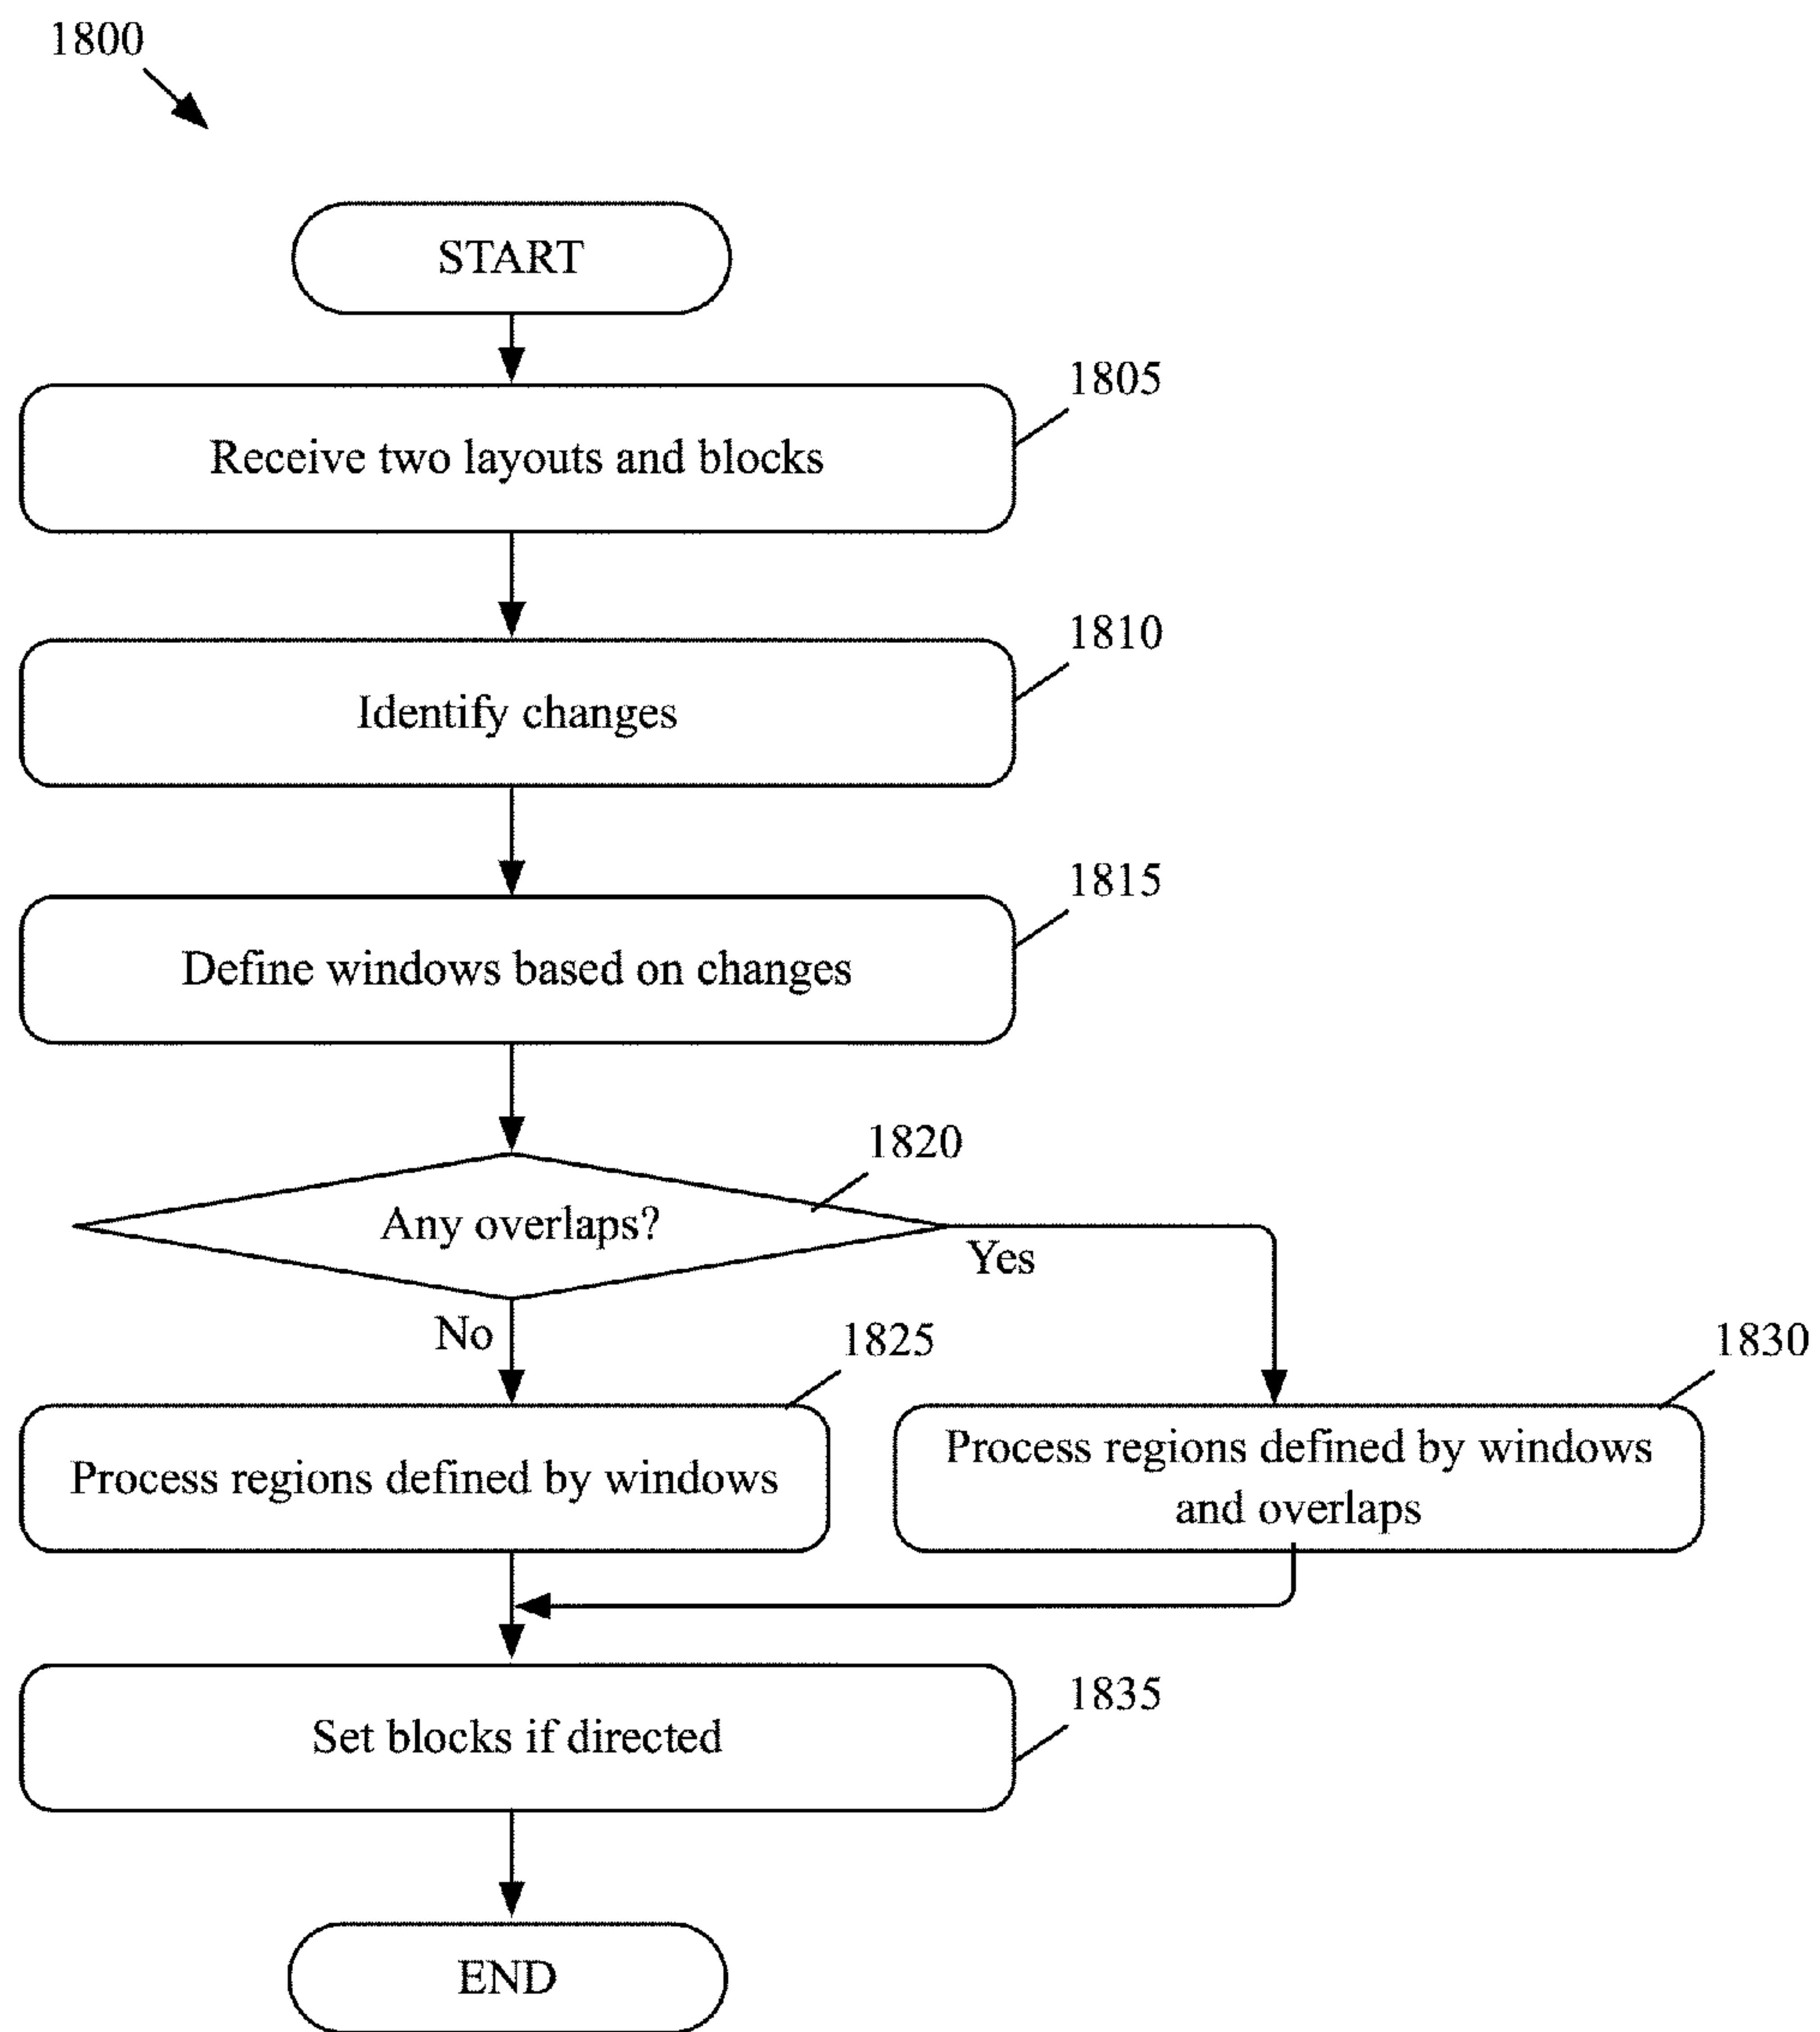 1800
START
1805
Receive two layouts and blocks
1810
Identify changes
1815
Define windows based on changes
1820
Any overlaps?
Yes
No
1825
Process regions defined by windows
1830
Process regions defined by windows
and overlaps
1835
Set blocks if directed
END